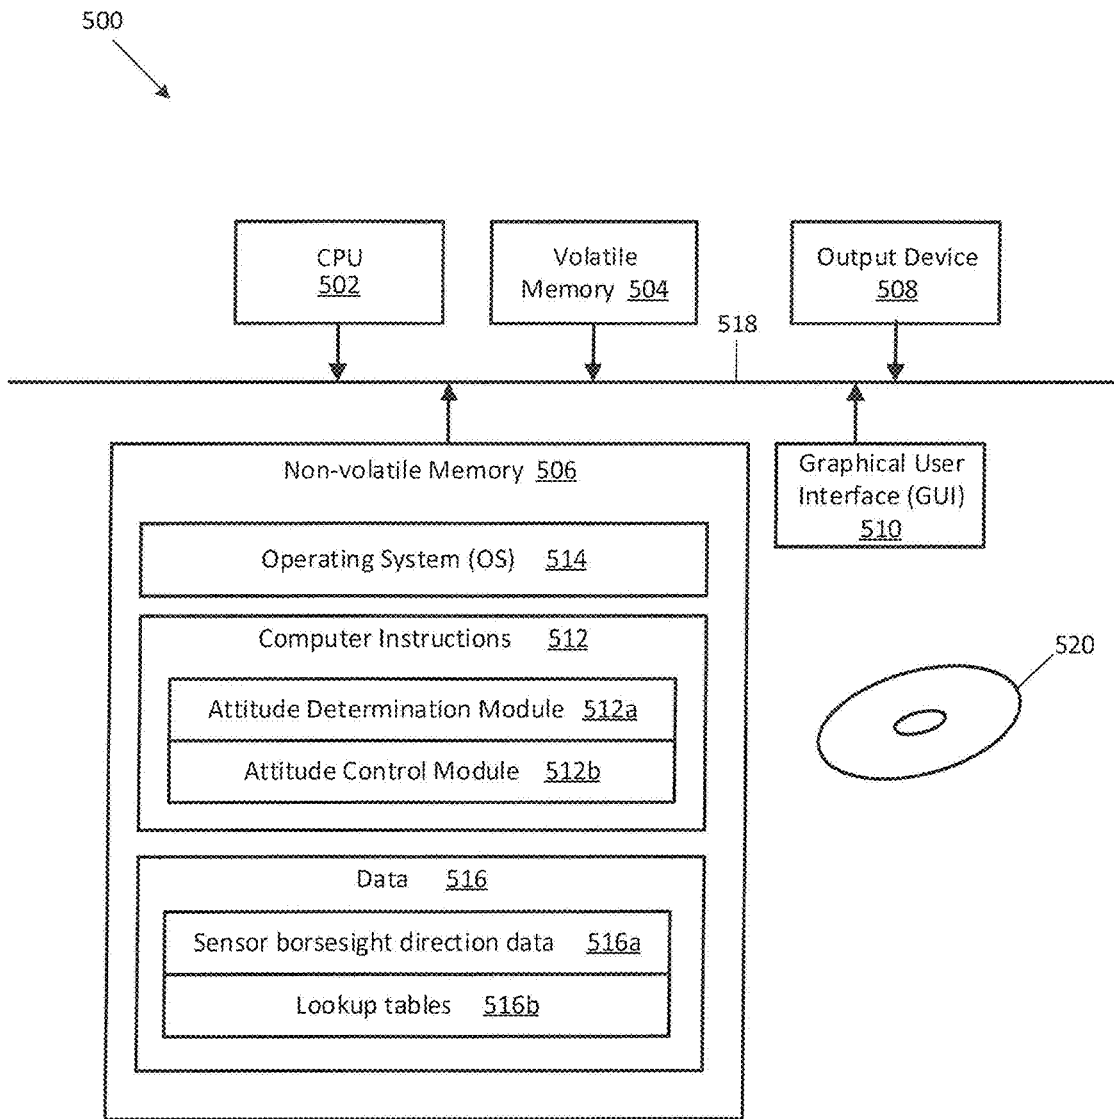 500
CPU
502
Volatile
Memory 504
Output Device
508
518
Non-volatile Memory 506
Graphical User
Interface (GUI)
510
Operating System (OS) 514
Computer Instructions 512
Attitude Determination Module 512a
Attitude Control Module 512b
520
Data 516
Sensor borsesight direction data 516a
Lookup tables 516b